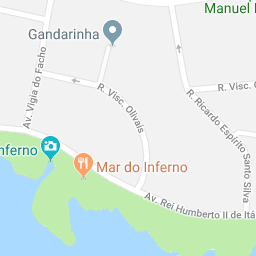 Manuel
Gandarinha
R. Visc.
Av. Vigia do Facho
R. Visc. Olivais
R. Ricardo Espírito Santo Silva
nferno
Mar do Inferno
Av. Rei Humberto II de Itá